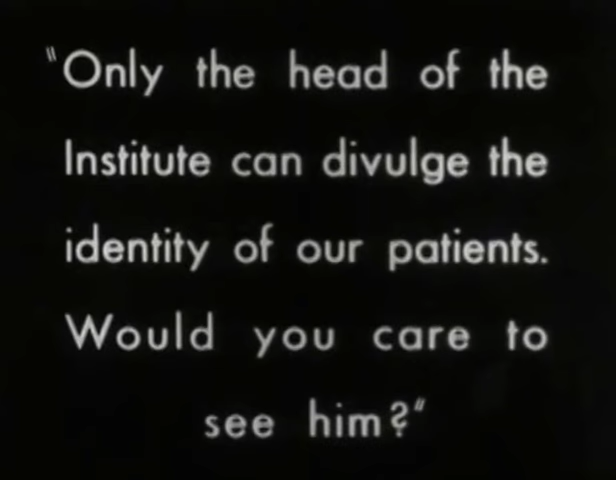 "Only the head of the
Institute can divulge the
identity of our patients.
Would you care to
see him?"